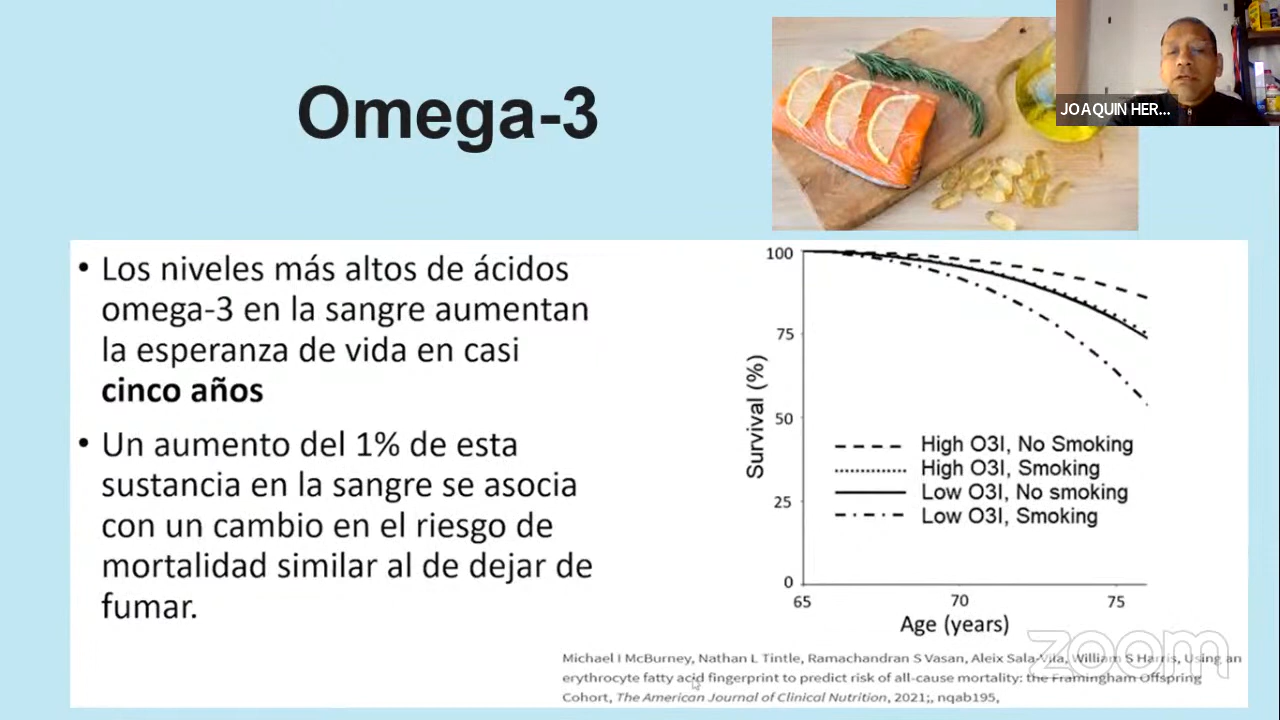 JOAQUIN HER...
Omega-3
• Los niveles más altos de ácidos
omega-3 en la sangre aumentan
la esperanza de vida en casi
cinco años
• Un aumento del 1% de esta
sustancia en la sangre se asocia
con un cambio en el riesgo de
mortalidad similar al de dejar de
fumar.
Survival (%)
100
75
50
25
0
High O3I, No Smoking
High O3I, Smoking
Low O3I, No smoking
Low O3I, Smoking
65 70 75
Age (years)
zoom
Michael I McBurney, Nathan L Tintle, Ramachandran S Vasan, Aleix Sala-Vila, William S Harris, Using an
erythrocyte fatty acid fingerprint to predict risk of all-cause mortality: the Framingham Offspring
Cohort, The American Journal of Clinical Nutrition, 2021;, nqab195,